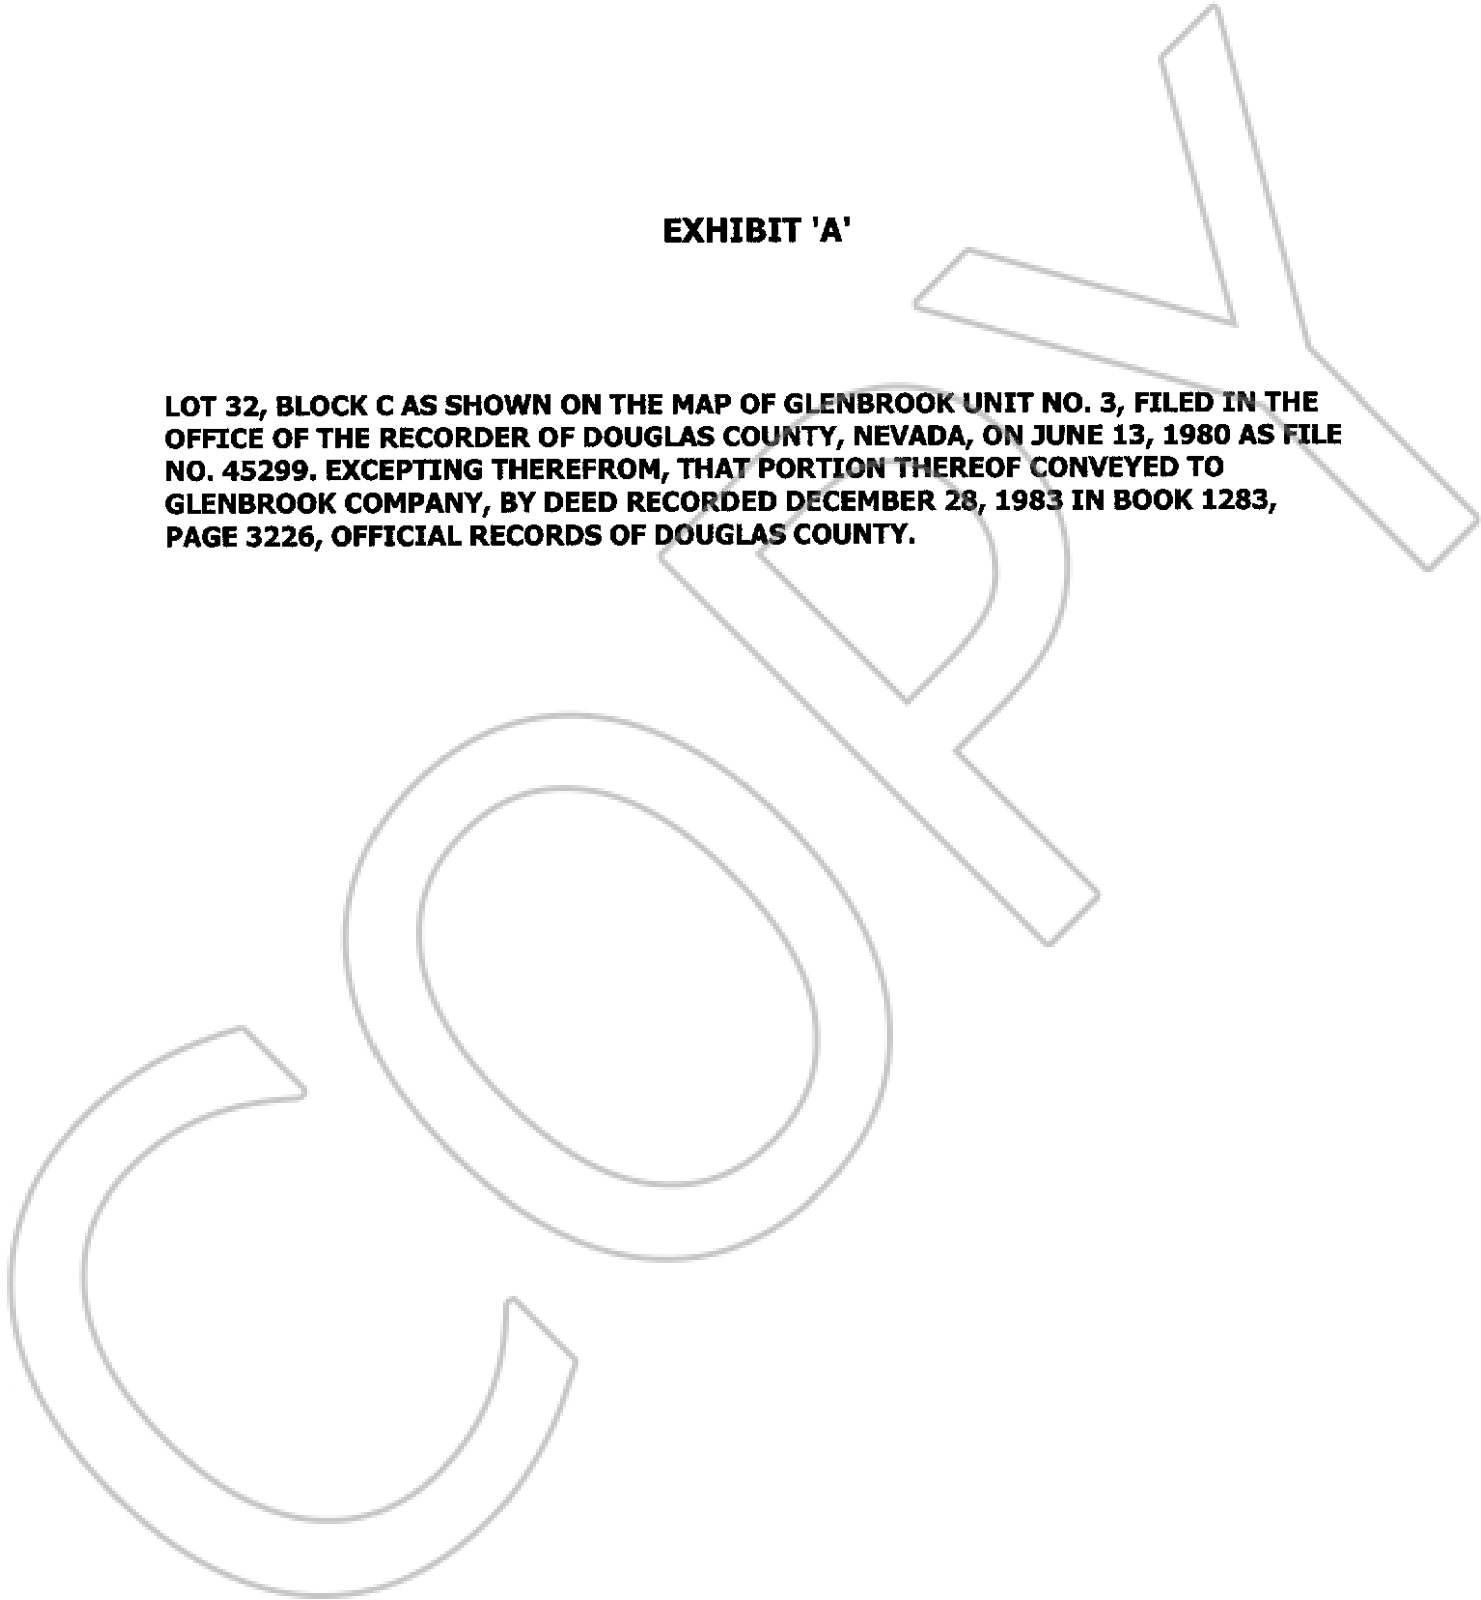 EXHIBIT 'A'
LOT 32, BLOCK C AS SHOWN ON THE MAP OF GLENBROOK UNIT NO. 3, FILED IN THE
OFFICE OF THE RECORDER OF DOUGLAS COUNTY, NEVADA, ON JUNE 13, 1980 AS FILE
NO. 45299. EXCEPTING THEREFROM, THAT PORTION THEREOF CONVEYED TO
GLENBROOK COMPANY, BY DEED RECORDED DECEMBER 28, 1983 IN BOOK 1283,
PAGE 3226, OFFICIAL RECORDS OF DOUGLAS COUNTY.
COPY